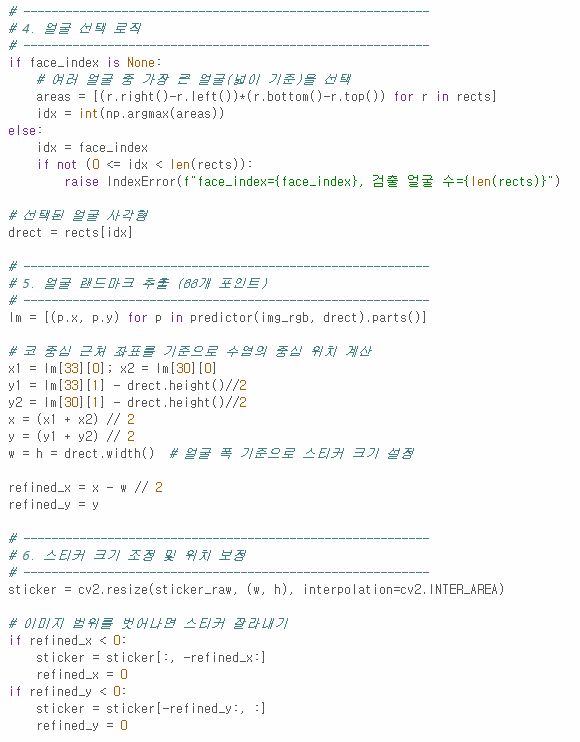 # ----------------------------------------------------------
# 4. 얼굴 선택 로직
# ----------------------------------------------------------
if face_index is None:
    # 여러 얼굴 중 가장 큰 얼굴(넓이 기준)을 선택
    areas = [(r.right()-r.left())*(r.bottom()-r.top()) for r in rects]
    idx = int(np.argmax(areas))
else:
    idx = face_index
    if not (0 <= idx < len(rects)):
        raise IndexError(f"face_index={face_index}, 검출 얼굴 수={len(rects)}")

# 선택된 얼굴 사각형
drect = rects[idx]

# ----------------------------------------------------------
# 5. 얼굴 랜드마크 추출 (68개 포인트)
# ----------------------------------------------------------
lm = [(p.x, p.y) for p in predictor(img_rgb, drect).parts()]

# 코 중심 근처 좌표를 기준으로 수염의 중심 위치 계산
x1 = lm[33][0]; x2 = lm[30][0]
y1 = lm[33][1] - drect.height()//2
y2 = lm[30][1] - drect.height()//2
x = (x1 + x2) // 2
y = (y1 + y2) // 2
w = h = drect.width()  # 얼굴 폭 기준으로 스티커 크기 설정

refined_x = x - w // 2
refined_y = y

# ----------------------------------------------------------
# 6. 스티커 크기 조정 및 위치 보정
# ----------------------------------------------------------
sticker = cv2.resize(sticker_raw, (w, h), interpolation=cv2.INTER_AREA)

# 이미지 범위를 벗어나면 스티커 잘라내기
if refined_x < 0:
    sticker = sticker[:, -refined_x:]
    refined_x = 0
if refined_y < 0:
    sticker = sticker[-refined_y:, :]
    refined_y = 0